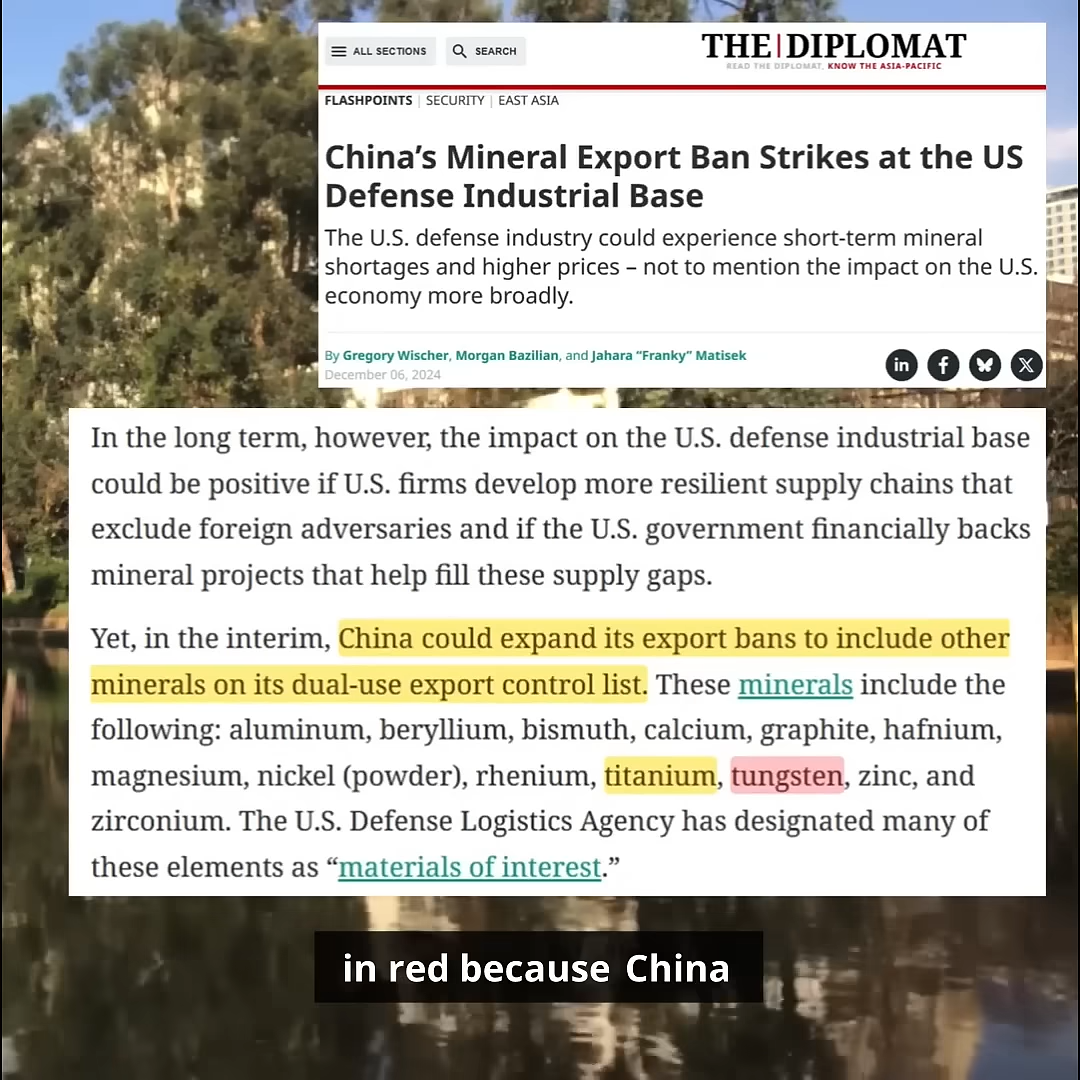 ALL SECTIONS
SEARCH
THE|DIPLOMAT
READ THE DIPLOMAT, KNOW THE ASIA-PACIFIC
FLASHPOINTS | SECURITY | EAST ASIA
China’s Mineral Export Ban Strikes at the US
Defense Industrial Base
The U.S. defense industry could experience short-term mineral
shortages and higher prices – not to mention the impact on the U.S.
economy more broadly.
By Gregory Wischer, Morgan Bazilian, and Jahara “Franky” Matisek
December 06, 2024
In the long term, however, the impact on the U.S. defense industrial base
could be positive if U.S. firms develop more resilient supply chains that
exclude foreign adversaries and if the U.S. government financially backs
mineral projects that help fill these supply gaps.
Yet, in the interim, China could expand its export bans to include other
minerals on its dual-use export control list. These minerals include the
following: aluminum, beryllium, bismuth, calcium, graphite, hafnium,
magnesium, nickel (powder), rhenium, titanium, tungsten, zinc, and
zirconium. The U.S. Defense Logistics Agency has designated many of
these elements as “materials of interest.”
in red because China